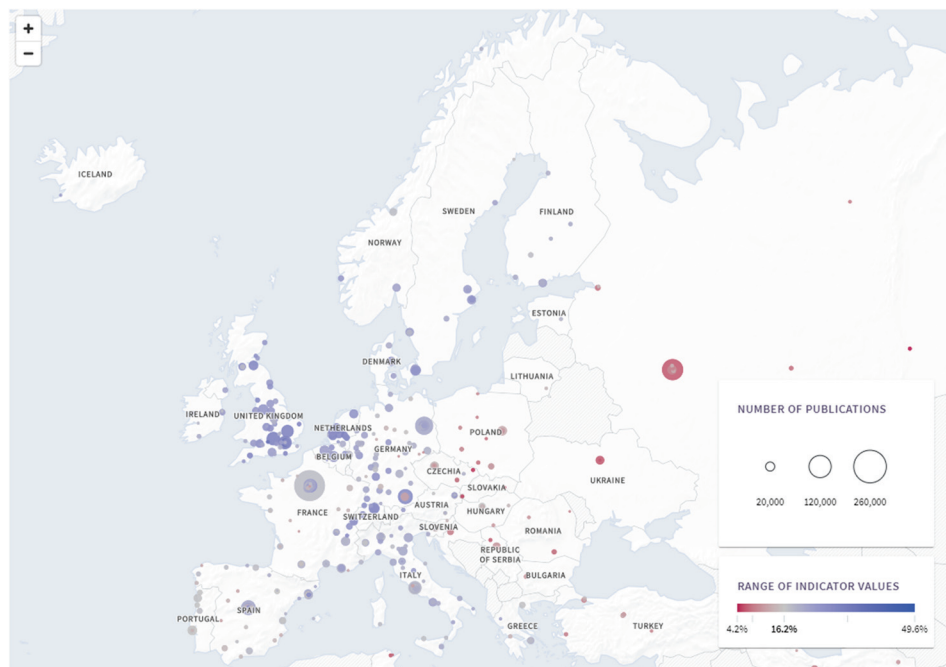 +
−
ICELAND
SWEDEN
FINLAND
NORWAY
ESTONIA
DENMARK
LITHUANIA
IRELAND
UNITED KINGDOM
NETHERLANDS
POLAND
GERMANY
BELGIUM
CZECHIA
UKRAINE
SLOVAKIA
FRANCE
AUSTRIA
SWITZERLAND
HUNGARY
SLOVENIA
ROMANIA
REPUBLIC
OF SERBIA
ITALY
BULGARIA
SPAIN
PORTUGAL
GREECE
TURKEY
NUMBER OF PUBLICATIONS
20,000 120,000 260,000
RANGE OF INDICATOR VALUES
4.2% 16.2% 49.6%